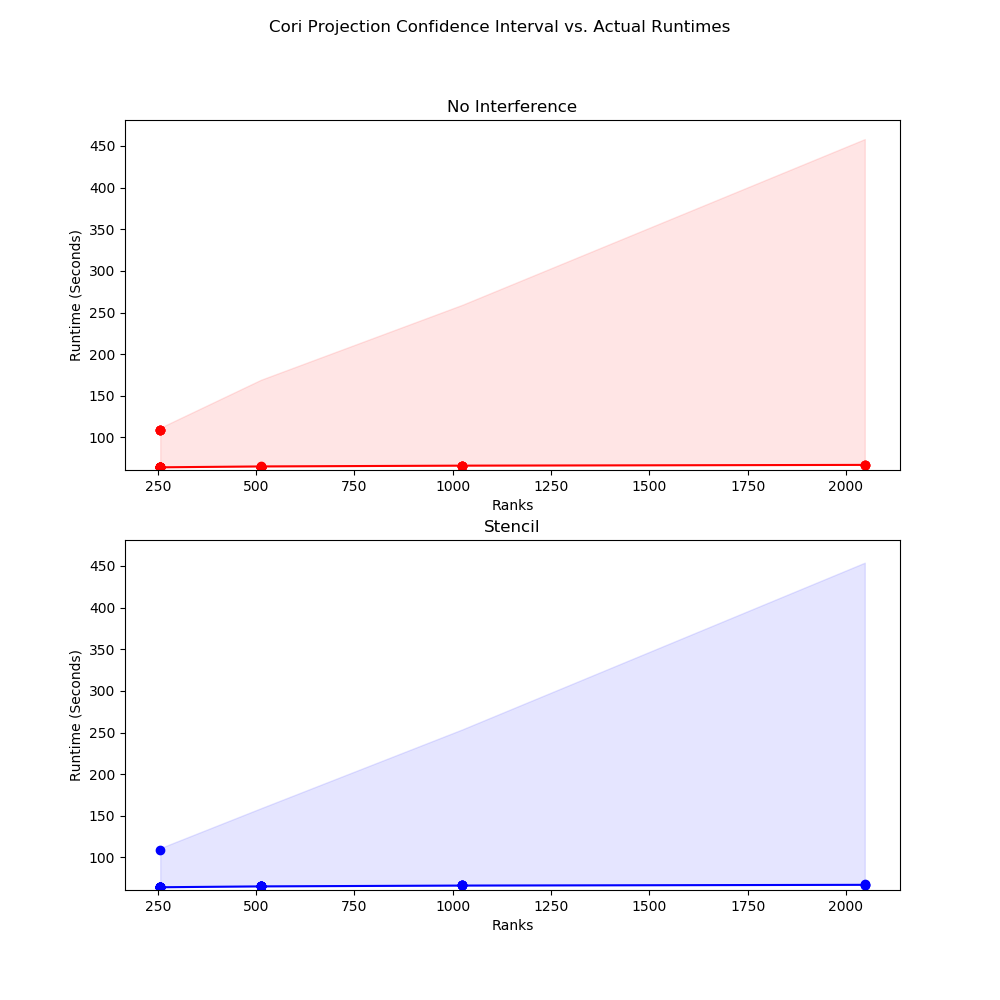 Cori Projection Confidence Interval vs. Actual Runtimes
No Interference
450
400
350
300
250
200
150
100
Runtime (Seconds)
250 500 750 1000 1250 1500 1750 2000
Ranks
Stencil
450
400
350
300
250
200
150
100
Runtime (Seconds)
250 500 750 1000 1250 1500 1750 2000
Ranks